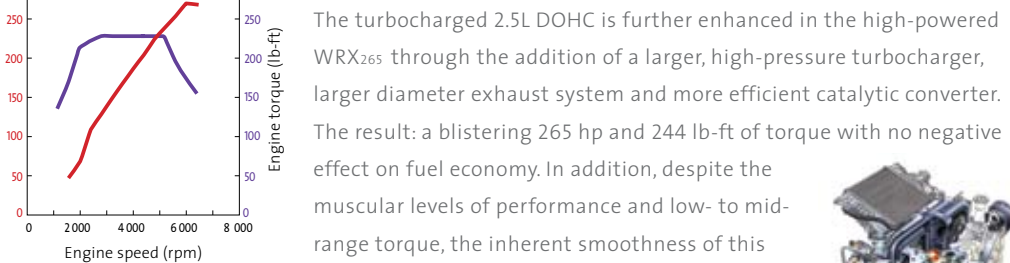 The turbocharged 2.5L DOHC is further enhanced in the high-powered
WRX265 through the addition of a larger, high-pressure turbocharger,
larger diameter exhaust system and more efficient catalytic converter.
The result: a blistering 265 hp and 244 lb-ft of torque with no negative
effect on fuel economy. In addition, despite the
muscular levels of performance and low- to mid-
range torque, the inherent smoothness of this
250
200
150
100
50
0
250
200
150
100
50
0
Engine torque (lb-ft)
0 2 000 4 000 6 000 8 000
Engine speed (rpm)